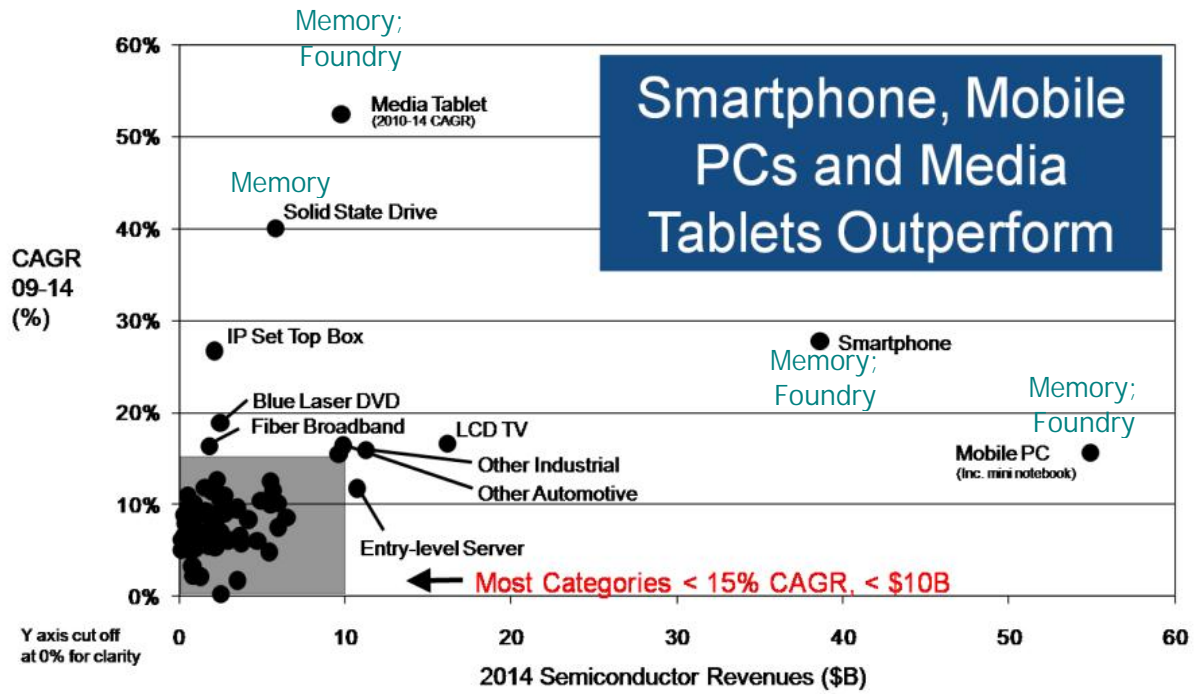 Memory;
Foundry
60%
Smartphone, Mobile
PCs and Media
Tablets Outperform
Media Tablet
(2010-14 CAGR)
50%
Memory
Solid State Drive
40%
CAGR
09-14
(%)
30%
IP Set Top Box
Smartphone
Memory;
Foundry
Memory;
Foundry
20%
Blue Laser DVD
Fiber Broadband
LCD TV
Mobile PC
(Inc. mini notebook)
Other Industrial
Other Automotive
10%
Entry-level Server
Most Categories < 15% CAGR, < $10B
0%
Y axis cut off
at 0% for clarity
0 10 20 30 40 50 60
2014 Semiconductor Revenues ($B)